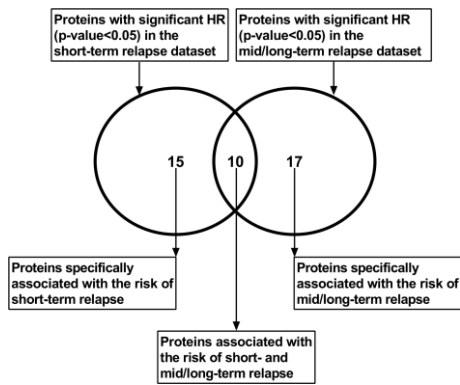 Proteins with significant HR
(p-value<0.05) in the
short-term relapse dataset
Proteins with significant HR
(p-value<0.05) in the
mid/long-term relapse dataset
15
10
17
Proteins specifically
associated with the risk of
short-term relapse
Proteins specifically
associated with the risk of
mid/long-term relapse
Proteins associated with
the risk of short- and
mid/long-term relapse